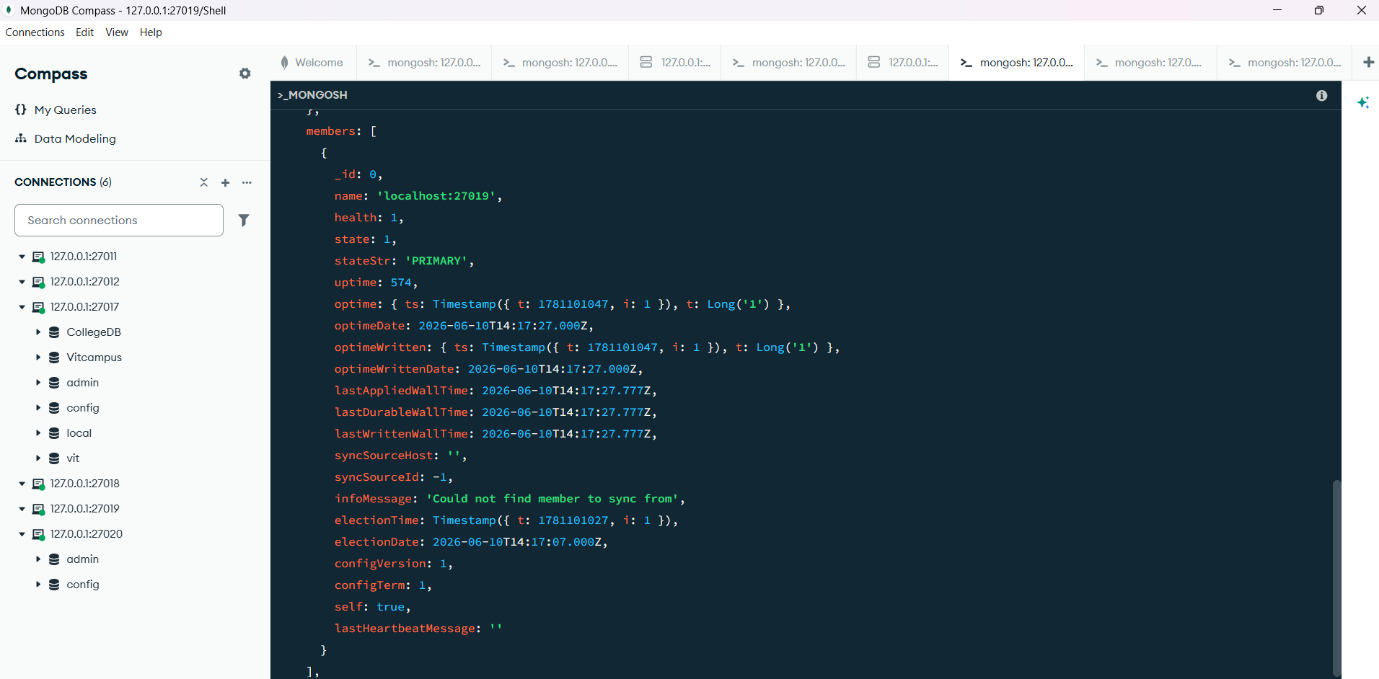 MongoDB Compass - 127.0.0.1:27019/Shell
Connections Edit View Help
Compass
My Queries
Data Modeling
CONNECTIONS (6)
Search connections
127.0.0.1:27011
127.0.0.1:27012
127.0.0.1:27017
CollegeDB
Vitcampus
admin
config
local
vit
127.0.0.1:27018
127.0.0.1:27019
127.0.0.1:27020
admin
config
Welcome
mongosh: 127.0.0...
mongosh: 127.0.0....
127.0.0.1:...
mongosh: 127.0.0...
127.0.0.1:...
mongosh: 127.0.0...
mongosh: 127.0.0....
mongosh: 127.0.0...
>_MONGOSH
},
members: [
{
_id: 0,
name: 'localhost:27019',
health: 1,
state: 1,
stateStr: 'PRIMARY',
uptime: 574,
optime: { ts: Timestamp({ t: 1781101047, i: 1 }), t: Long('1') },
optimeDate: 2026-06-10T14:17:27.000Z,
optimeWritten: { ts: Timestamp({ t: 1781101047, i: 1 }), t: Long('1') },
optimeWrittenDate: 2026-06-10T14:17:27.000Z,
lastAppliedWallTime: 2026-06-10T14:17:27.777Z,
lastDurableWallTime: 2026-06-10T14:17:27.777Z,
lastWrittenWallTime: 2026-06-10T14:17:27.777Z,
syncSourceHost: '',
syncSourceId: -1,
infoMessage: 'Could not find member to sync from',
electionTime: Timestamp({ t: 1781101027, i: 1 }),
electionDate: 2026-06-10T14:17:07.000Z,
configVersion: 1,
configTerm: 1,
self: true,
lastHeartbeatMessage: ''
}
],